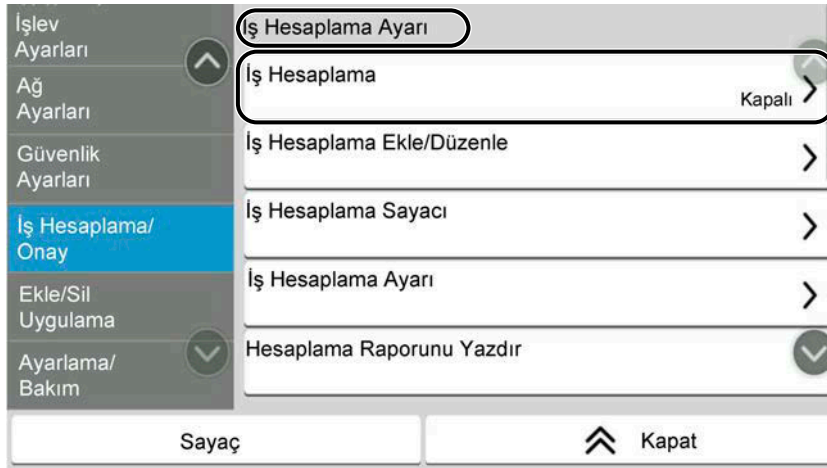 İşlev
Ayarları
Ağ
Ayarları
Güvenlik
Ayarları
İş Hesaplama/
Onay
Ekle/Sil
Uygulama
Ayarlama/
Bakım
İş Hesaplama Ayarı
İş Hesaplama
Kapalı
İş Hesaplama Ekle/Düzenle
İş Hesaplama Sayacı
İş Hesaplama Ayarı
Hesaplama Raporunu Yazdır
Sayaç
Kapat